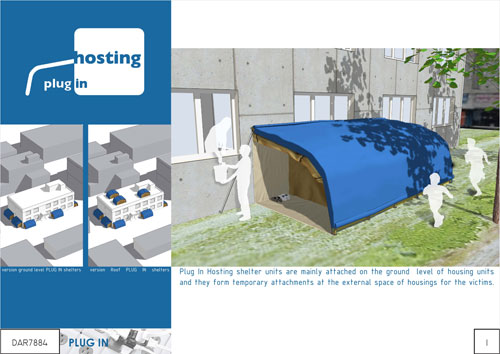 hosting
plug in
version ground level PLUG IN shelters
version Roof PLUG IN shelters
Plug In Hosting shelter units are mainly attached on the ground level of housing units
and they form temporary attachments at the external space of housings for the victims.
DAR7884
PLUG IN
I